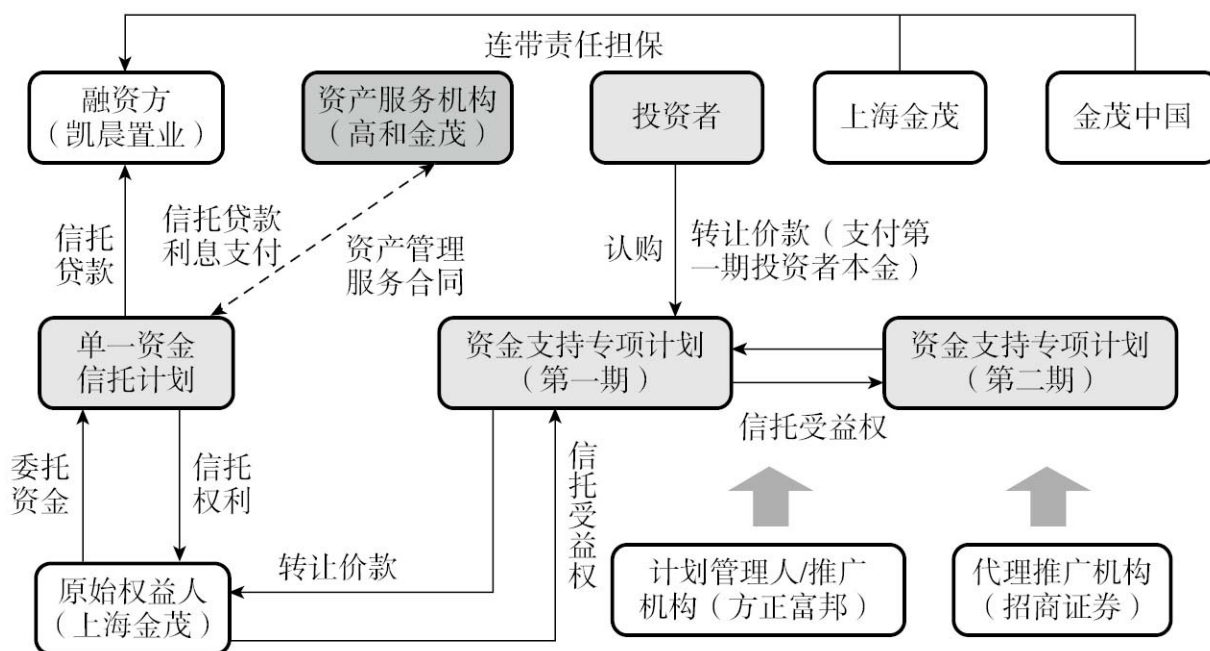 连带责任担保
融资方
（凯晨置业）
资产服务机构
（高和金茂）
投资者
上海金茂
金茂中国
信托
贷款
信托贷款
利息支付
资产管理
服务合同
认购
转让价款（支付第
一期投资者本金）
单一资金
信托计划
资金支持专项计划
（第一期）
资金支持专项计划
（第二期）
信托受益权
委托
资金
信托
权利
信托受益权
转让价款
原始权益人
（上海金茂）
计划管理人/推广
机构（方正富邦）
代理推广机构
（招商证券）